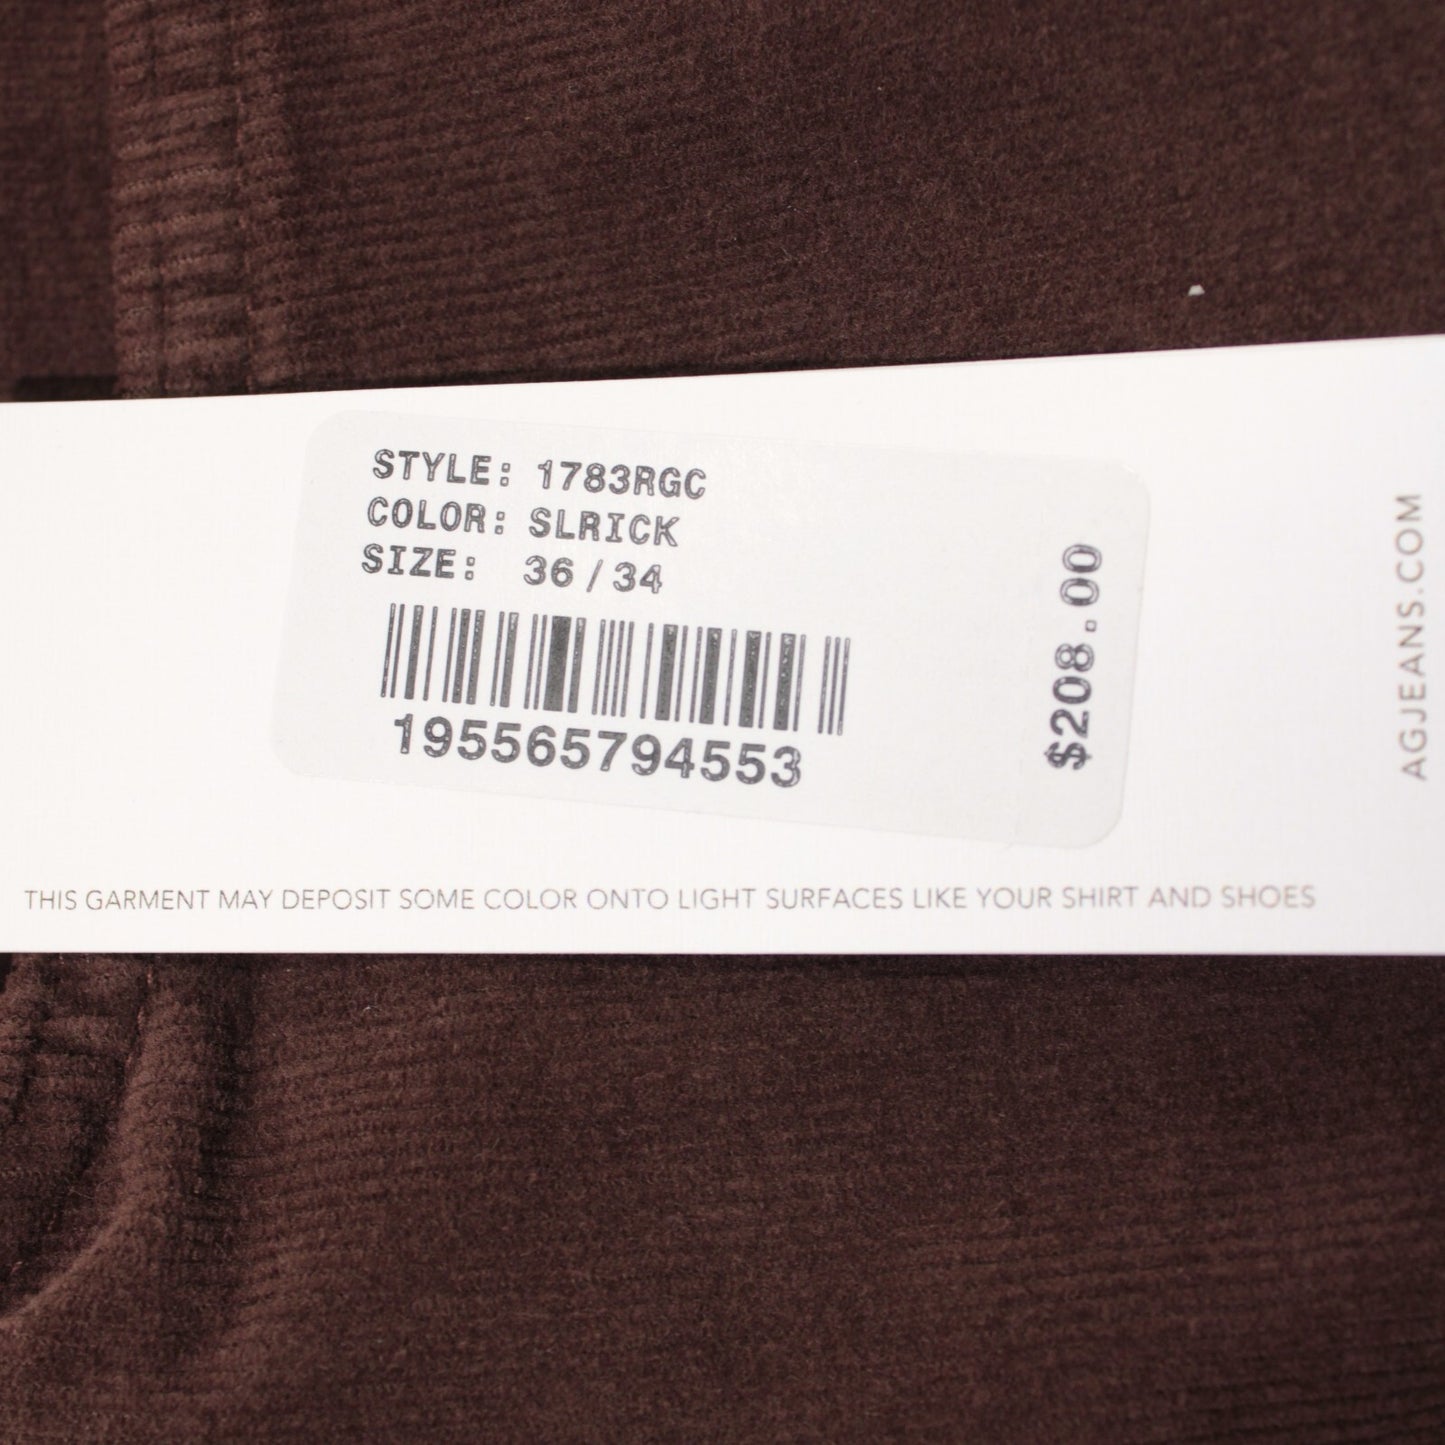 STYLE: 1783RGC
COLOR: SLRICK
SIZE: 36/34
195565794553
$208.00
AGJEANS.COM
THIS GARMENT MAY DEPOSIT SOME COLOR ONTO LIGHT SURFACES LIKE YOUR SHIRT AND SHOES